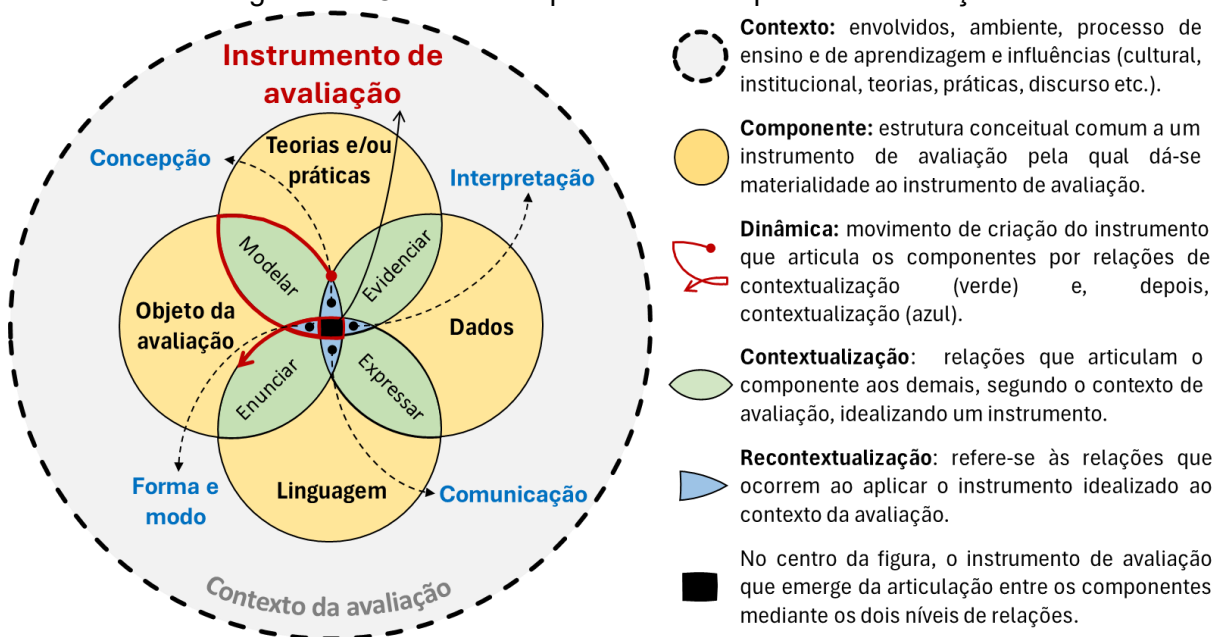 Instrumento de
avaliação
Teorias e/ou
práticas
Concepção
Interpretação
Modelar
Evidenciar
Objeto da
avaliação
Dados
Enunciar
Expressar
Forma e
modo
Linguagem
Comunicação
Contexto da avaliação
Contexto: envolvidos, ambiente, processo de
ensino e de aprendizagem e influências (cultural,
institucional, teorias, práticas, discurso etc.).
Componente: estrutura conceitual comum a um
instrumento de avaliação pela qual dá-se
materialidade ao instrumento de avaliação.
Dinâmica: movimento de criação do instrumento
que articula os componentes por relações de
contextualização (verde) e, depois,
contextualização (azul).
Contextualização: relações que articulam o
componente aos demais, segundo o contexto de
avaliação, idealizando um instrumento.
Recontextualização: refere-se às relações que
ocorrem ao aplicar o instrumento idealizado ao
contexto da avaliação.
No centro da figura, o instrumento de avaliação
que emerge da articulação entre os componentes
mediante os dois níveis de relações.